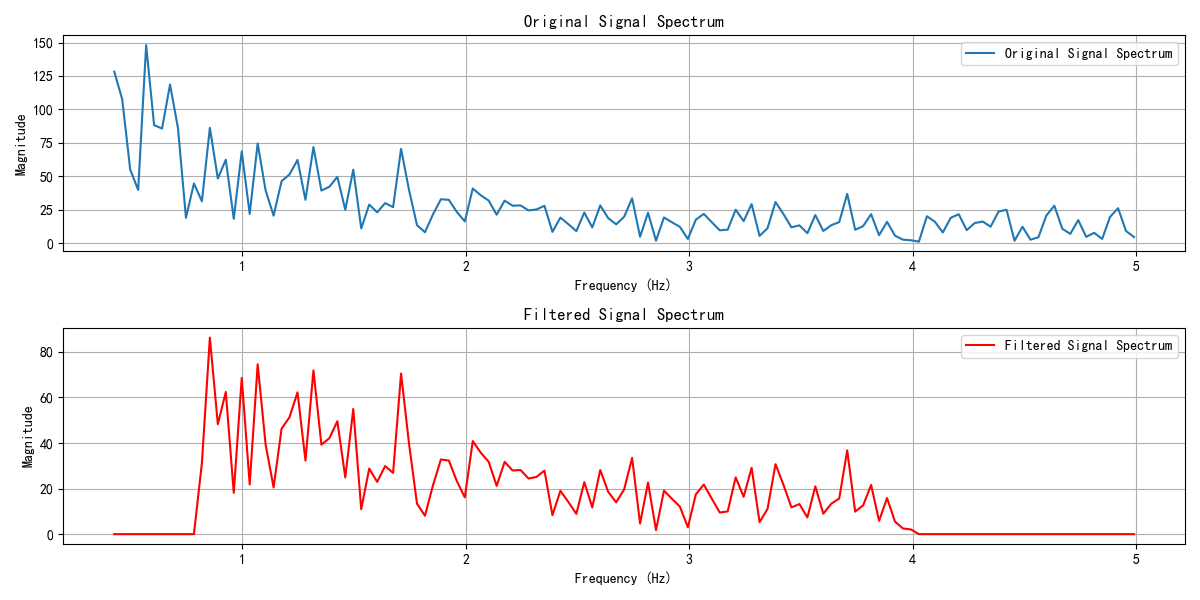 Original Signal Spectrum
150
125
100
75
50
25
0
Magnitude
Original Signal Spectrum
1 2 3 4 5
Frequency (Hz)
Filtered Signal Spectrum
80
60
40
20
0
Magnitude
Filtered Signal Spectrum
1 2 3 4 5
Frequency (Hz)